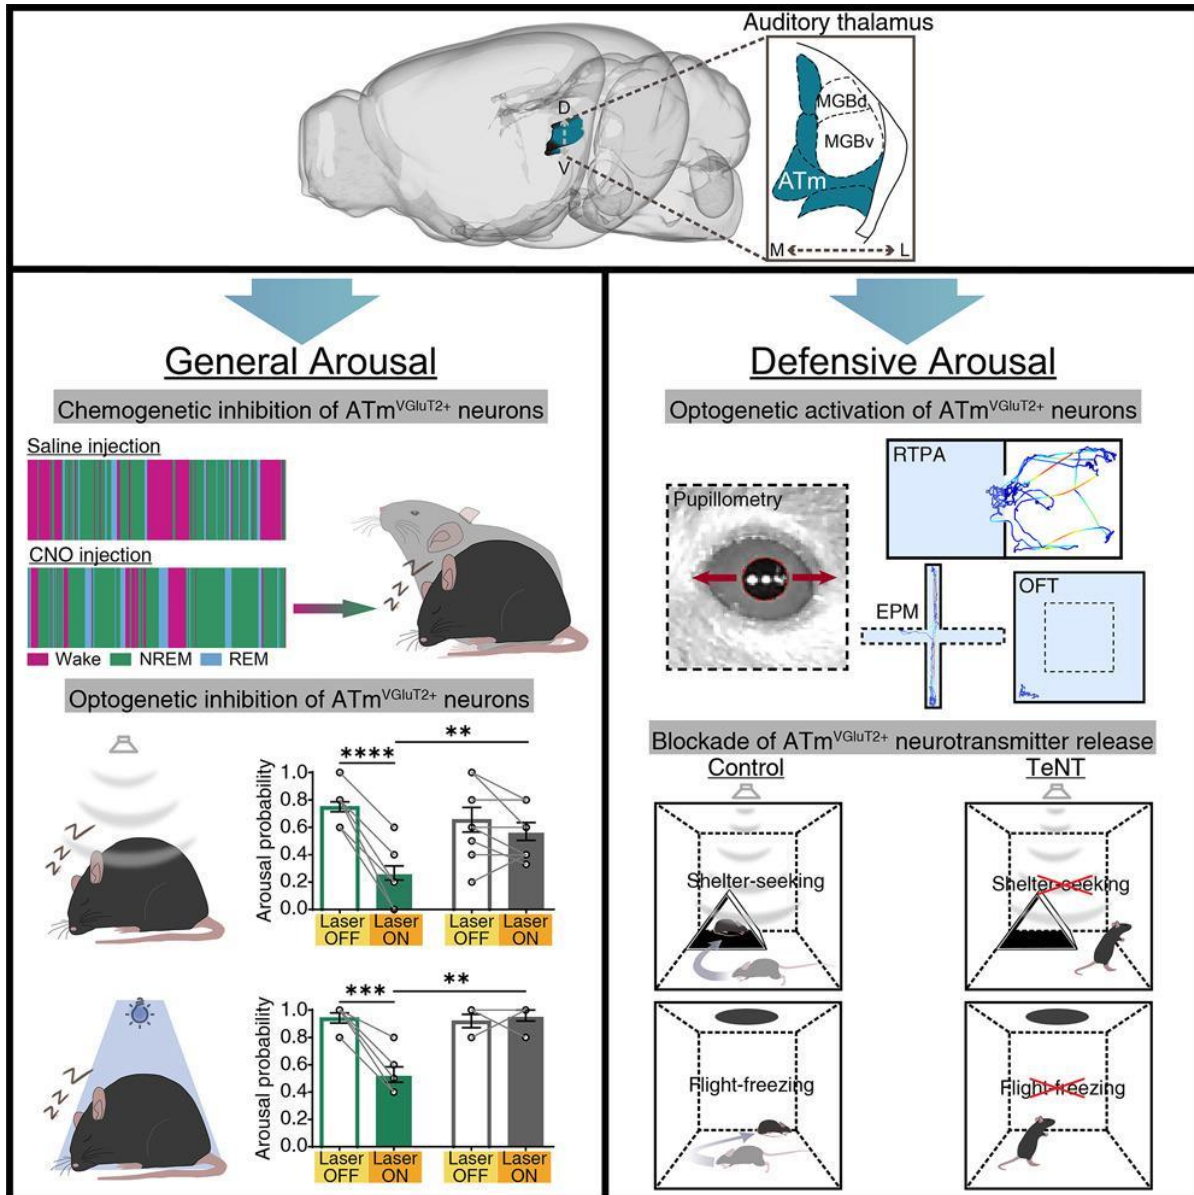 Auditory thalamus
D
V
MGBd
MGBv
ATm
M
L
General Arousal
Chemogenetic inhibition of ATmVGluT2+ neurons
Saline injection
CNO injection
Wake NREM REM
zzz
Optogenetic inhibition of ATmVGluT2+ neurons
zzz
Arousal probability
1.0
0.8
0.6
0.4
0.2
0.0
****
**
Laser OFF
Laser ON
Laser OFF
Laser ON
zzz
Arousal probability
1.0
0.8
0.6
0.4
0.2
0.0
***
**
Laser OFF
Laser ON
Laser OFF
Laser ON
Defensive Arousal
Optogenetic activation of ATmVGluT2+ neurons
Pupillometry
RTPA
EPM
OFT
Blockade of ATmVGluT2+ neurotransmitter release
Control
TeNT
Shelter-seeking
Shelter-seeking
Flight-freezing
Flight-freezing